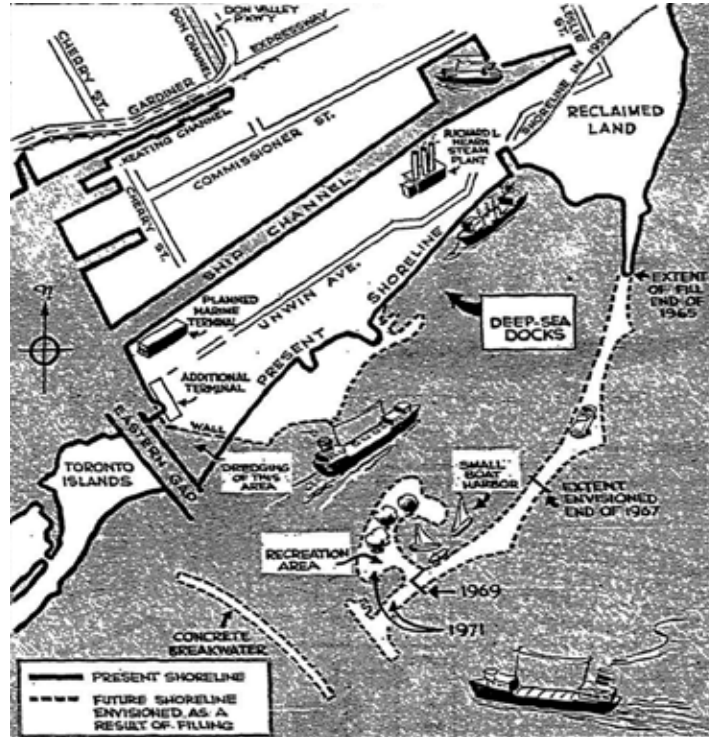 CHERRY ST.
DON CHANNEL
DON VALLEY
PKWY
GARDINER EXPRESSWAY
LESLIE
ST.
SHORELINE IN 1959
RECLAIMED
LAND
KEATING CHANNEL
COMMISSIONER ST.
CHERRY
ST.
RICHARD L.
HEARN
STEAM
PLANT
SHIP CHANNEL
UNWIN AVE.
PRESENT SHORELINE
EXTENT
OF FILL
END OF
1965
DEEP-SEA
DOCKS
N
PLANNED
MARINE
TERMINAL
ADDITIONAL
TERMINAL
WALL
EASTERN GAP
TORONTO
ISLANDS
DREDGING
OF THIS
AREA
SMALL
BOAT
HARBOR
EXTENT
ENVISIONED
END OF 1967
RECREATION
AREA
1969
1971
CONCRETE
BREAKWATER
PRESENT SHORELINE
FUTURE SHORELINE
ENVISIONED AS A
RESULT OF FILLING